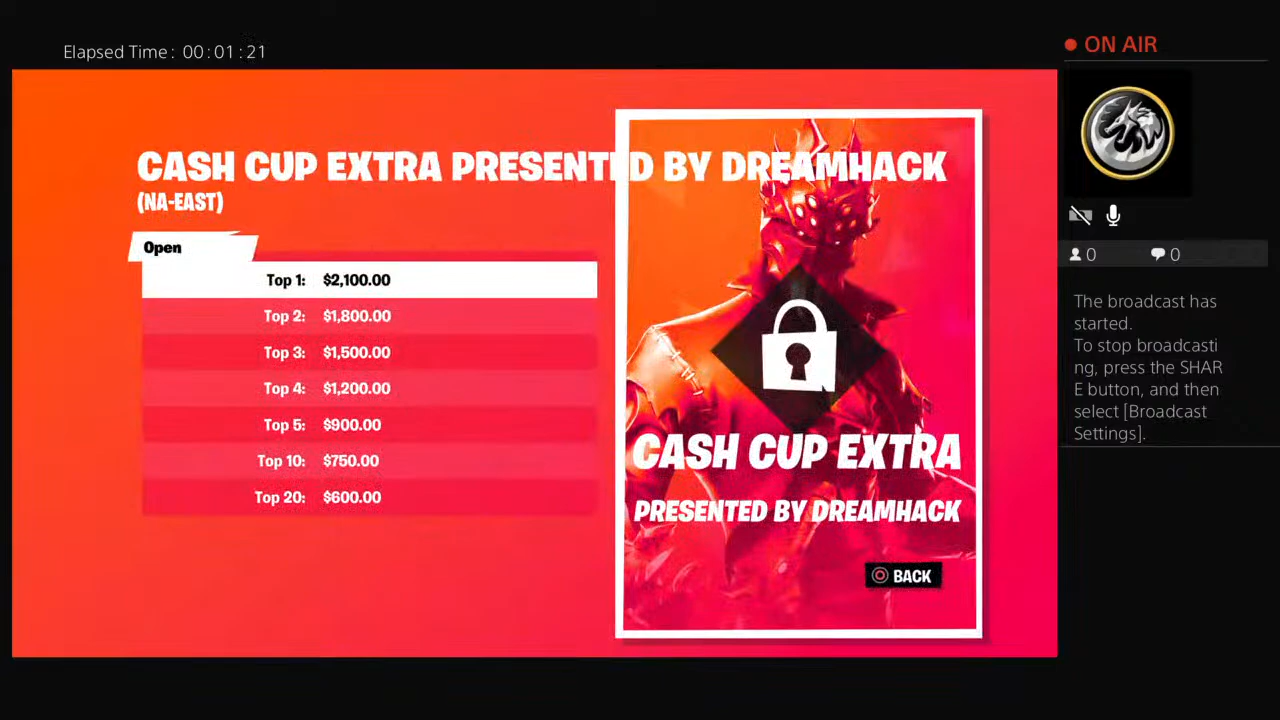 Elapsed Time: 00:01:21
ON AIR
CASH CUP EXTRA PRESENTED BY DREAMHACK
(NA-EAST)
Open
Top 1: $2,100.00
Top 2: $1,800.00
Top 3: $1,500.00
Top 4: $1,200.00
Top 5: $900.00
Top 10: $750.00
Top 20: $600.00
CASH CUP EXTRA
PRESENTED BY DREAMHACK
BACK
0 0
The broadcast has
started.
To stop broadcasti
ng, press the SHAR
E button, and then
select [Broadcast
Settings].